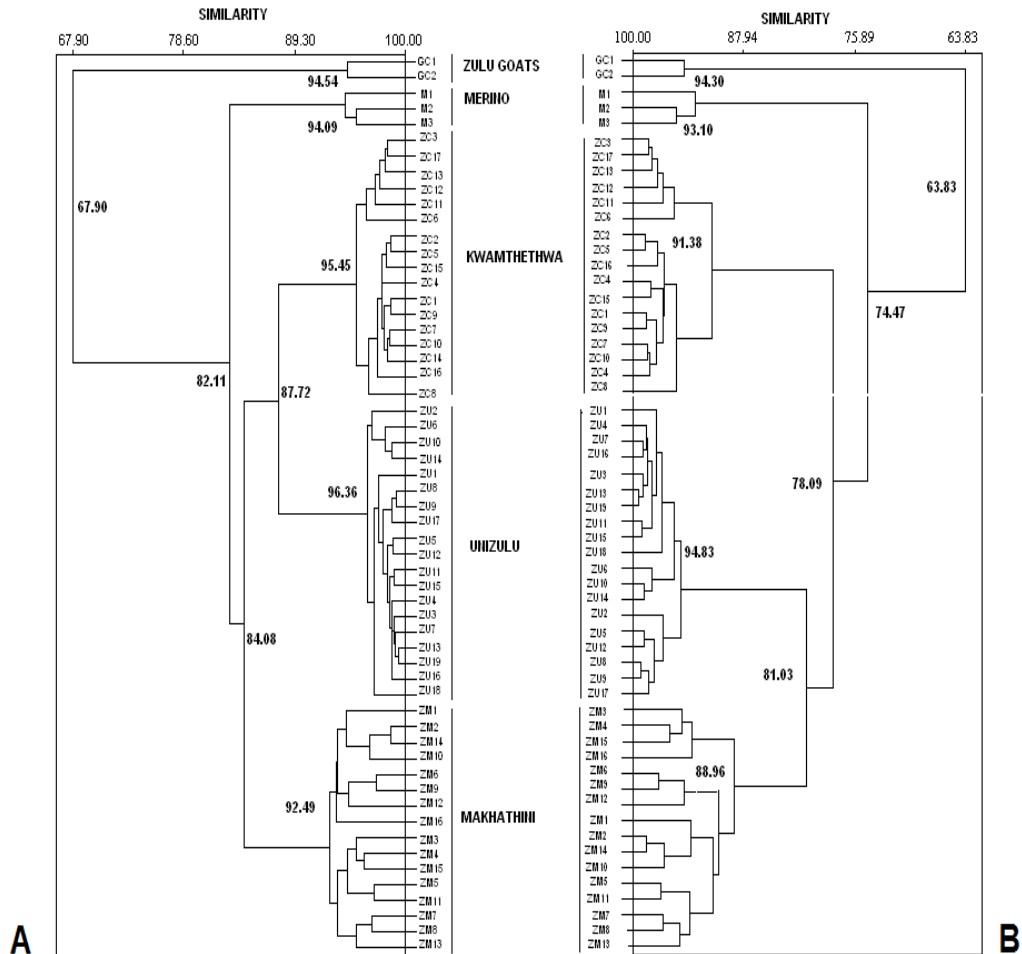 SIMILARITY
67.90 78.60 89.30 100.00
GC1
GC2
M1
M2
M3
ZC3
ZC17
ZC13
ZC12
ZC11
ZC6
ZC2
ZC5
ZC15
ZC4
ZC1
ZC9
ZC7
ZC10
ZC14
ZC16
ZC8
ZU2
ZU6
ZU10
ZU14
ZU1
ZU8
ZU9
ZU17
ZU5
ZU12
ZU11
ZU15
ZU4
ZU3
ZU7
ZU13
ZU19
ZU16
ZU18
ZM1
ZM2
ZM14
ZM10
ZM6
ZM9
ZM12
ZM16
ZM3
ZM4
ZM15
ZM5
ZM11
ZM7
ZM8
ZM13
94.54
94.09
67.90
95.45
82.11
87.72
96.36
84.08
92.49
A
ZULU GOATS
MERINO
KWAMTHETHWA
UNIZULU
MAKHATHINI
SIMILARITY
100.00 87.94 75.89 63.83
GC1
GC2
M1
M2
M3
ZC3
ZC17
ZC13
ZC12
ZC11
ZC6
ZC2
ZC5
ZC16
ZC4
ZC15
ZC1
ZC9
ZC7
ZC10
ZC4
ZC8
ZU1
ZU4
ZU7
ZU16
ZU3
ZU13
ZU19
ZU11
ZU15
ZU18
ZU6
ZU10
ZU14
ZU2
ZU5
ZU12
ZU8
ZU9
ZU17
ZM3
ZM4
ZM15
ZM16
ZM6
ZM9
ZM12
ZM1
ZM2
ZM14
ZM10
ZM5
ZM11
ZM7
ZM8
ZM13
94.30
93.10
63.83
91.38
74.47
78.09
94.83
81.03
88.96
B